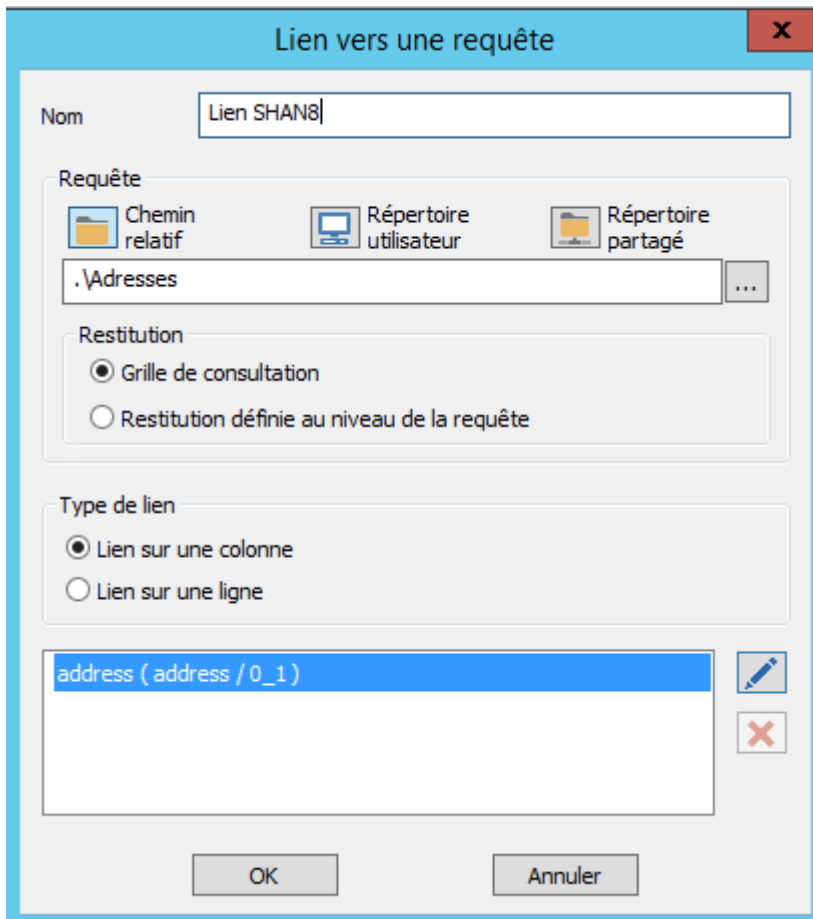 Lien vers une requête
x
Nom
Lien SHAN8
Requête
Chemin
relatif
Répertoire
utilisateur
Répertoire
partagé
.\Adresses
...
Restitution
Grille de consultation
Restitution définie au niveau de la requête
Type de lien
Lien sur une colonne
Lien sur une ligne
address ( address / 0_1 )
OK
Annuler